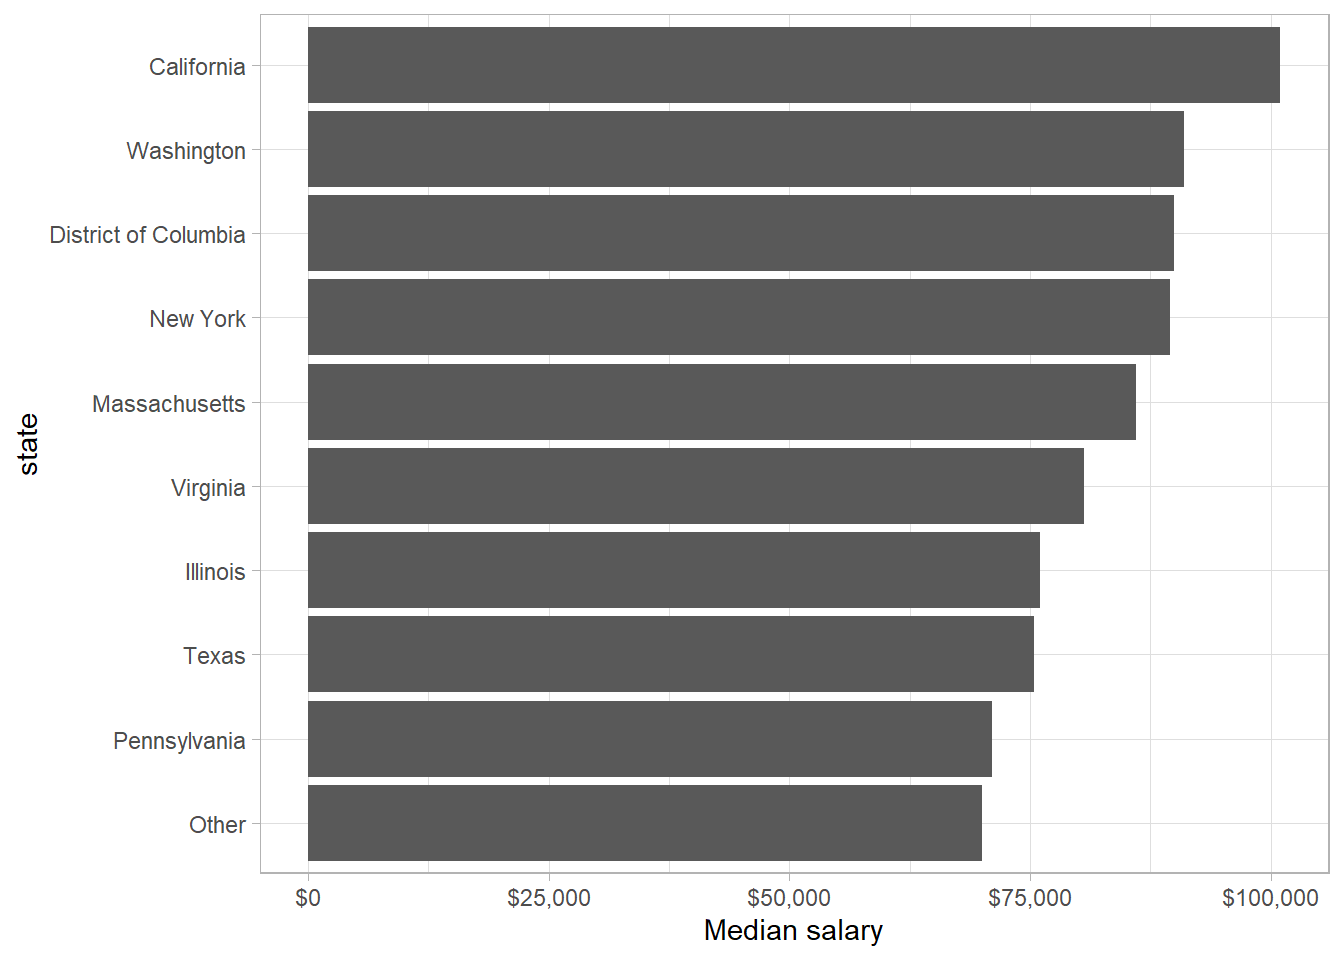 California
Washington
District of Columbia
New York
Massachusetts
Virginia
Illinois
Texas
Pennsylvania
Other
state
$0 $25,000 $50,000 $75,000 $100,000
Median salary